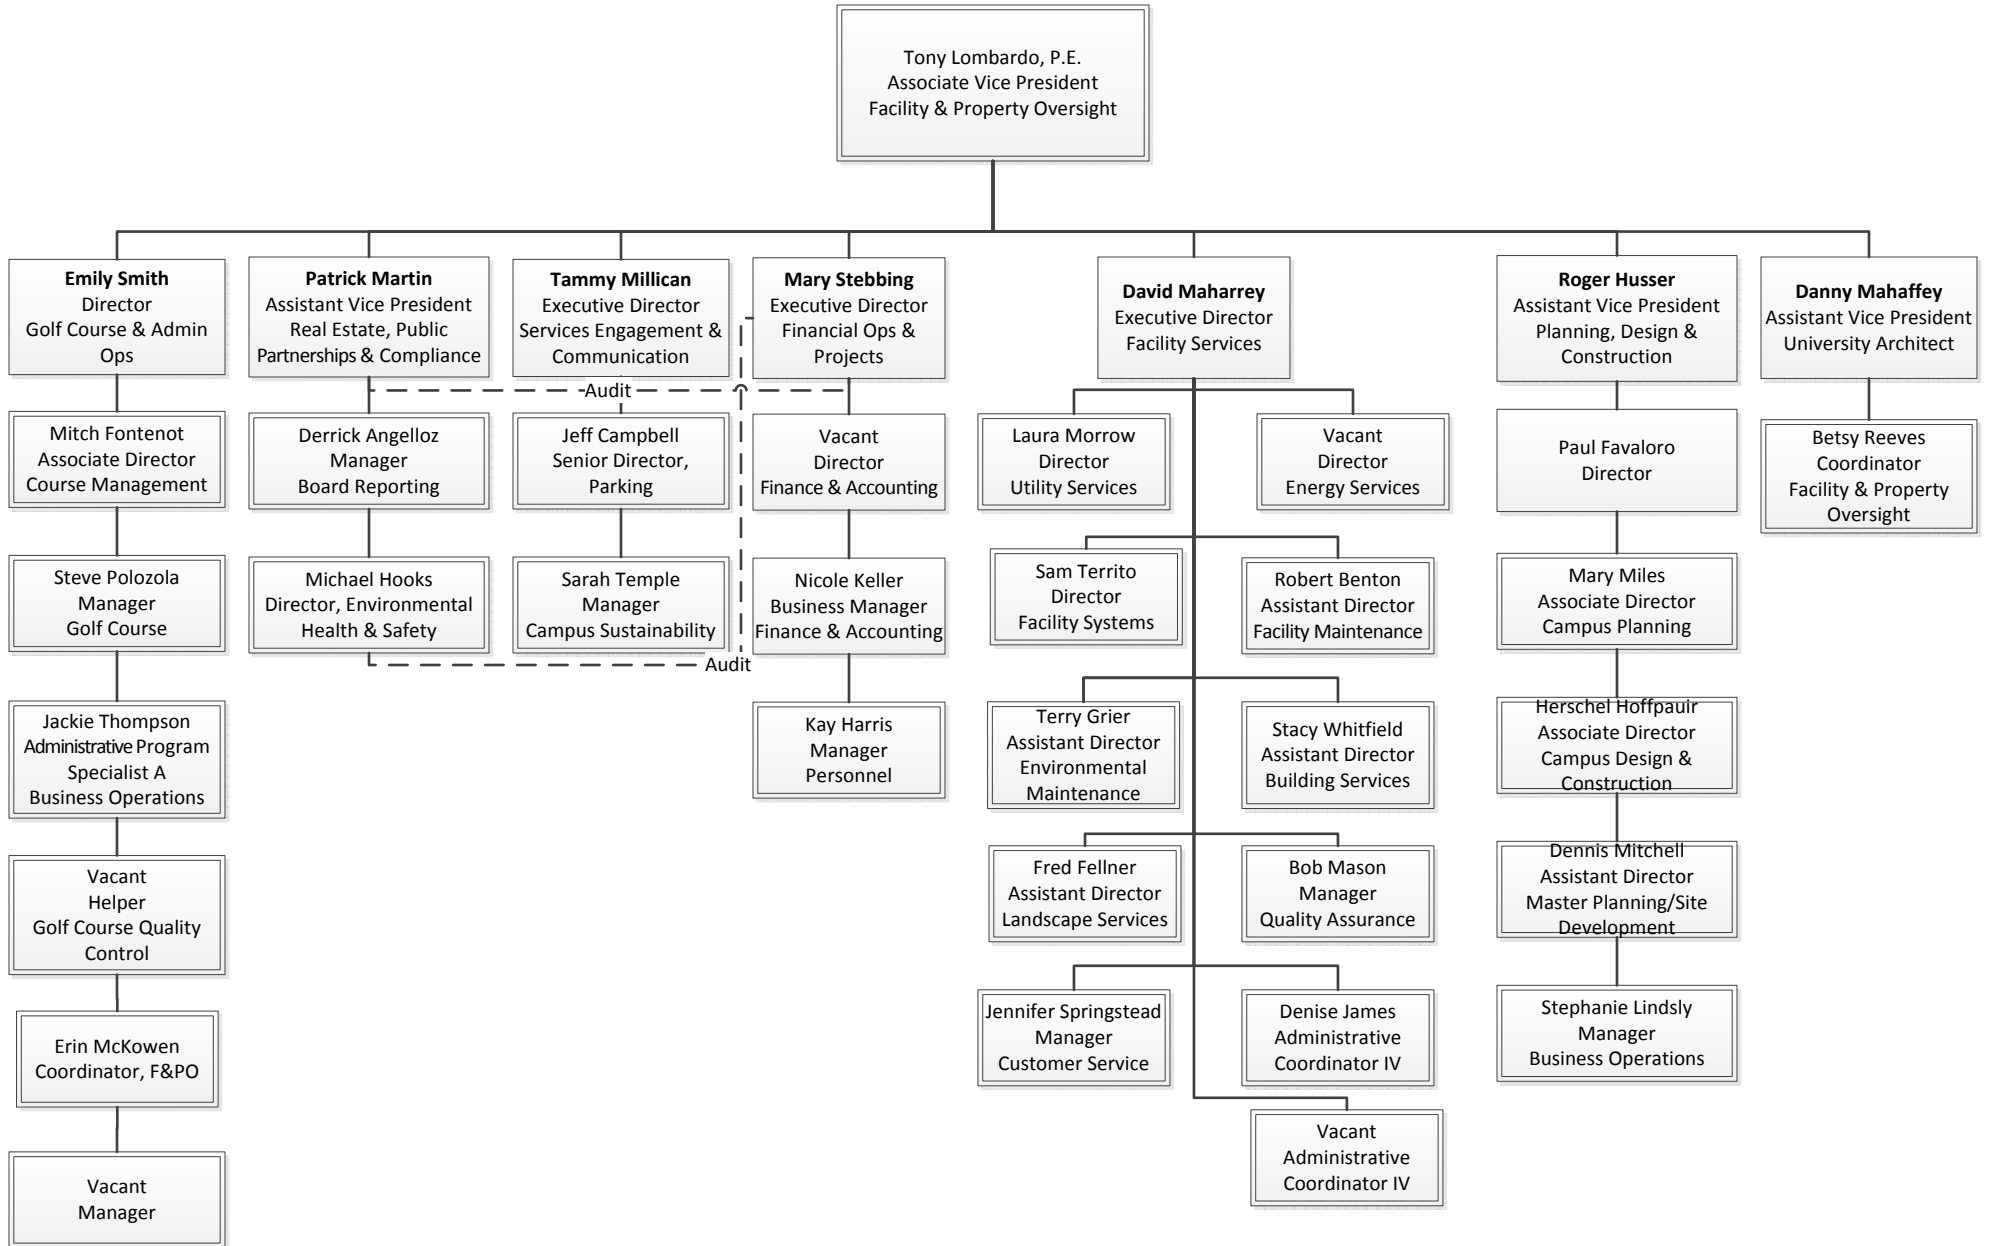 Tony Lombardo, P.E.
Associate Vice President
Facility & Property Oversight
Emily Smith
Director
Golf Course & Admin
Ops
Patrick Martin
Assistant Vice President
Real Estate, Public
Partnerships & Compliance
Tammy Millican
Executive Director
Services Engagement &
Communication
Mary Stebbing
Executive Director
Financial Ops &
Projects
David Maharrey
Executive Director
Facility Services
Roger Husser
Assistant Vice President
Planning, Design &
Construction
Danny Mahaffey
Assistant Vice President
University Architect
Audit
Mitch Fontenot
Associate Director
Course Management
Derrick Angelloz
Manager
Board Reporting
Jeff Campbell
Senior Director,
Parking
Vacant
Director
Finance & Accounting
Laura Morrow
Director
Utility Services
Vacant
Director
Energy Services
Paul Favaloro
Director
Betsy Reeves
Coordinator
Facility & Property
Oversight
Steve Polozola
Manager
Golf Course
Michael Hooks
Director, Environmental
Health & Safety
Sarah Temple
Manager
Campus Sustainability
Nicole Keller
Business Manager
Finance & Accounting
Sam Territo
Director
Facility Systems
Robert Benton
Assistant Director
Facility Maintenance
Mary Miles
Associate Director
Campus Planning
Audit
Jackie Thompson
Administrative Program
Specialist A
Business Operations
Kay Harris
Manager
Personnel
Terry Grier
Assistant Director
Environmental
Maintenance
Stacy Whitfield
Assistant Director
Building Services
Herschel Hoffpauir
Associate Director
Campus Design &
Construction
Vacant
Helper
Golf Course Quality
Control
Fred Fellner
Assistant Director
Landscape Services
Bob Mason
Manager
Quality Assurance
Dennis Mitchell
Assistant Director
Master Planning/Site
Development
Erin McKowen
Coordinator, F&PO
Jennifer Springstead
Manager
Customer Service
Denise James
Administrative
Coordinator IV
Stephanie Lindsly
Manager
Business Operations
Vacant
Manager
Vacant
Administrative
Coordinator IV